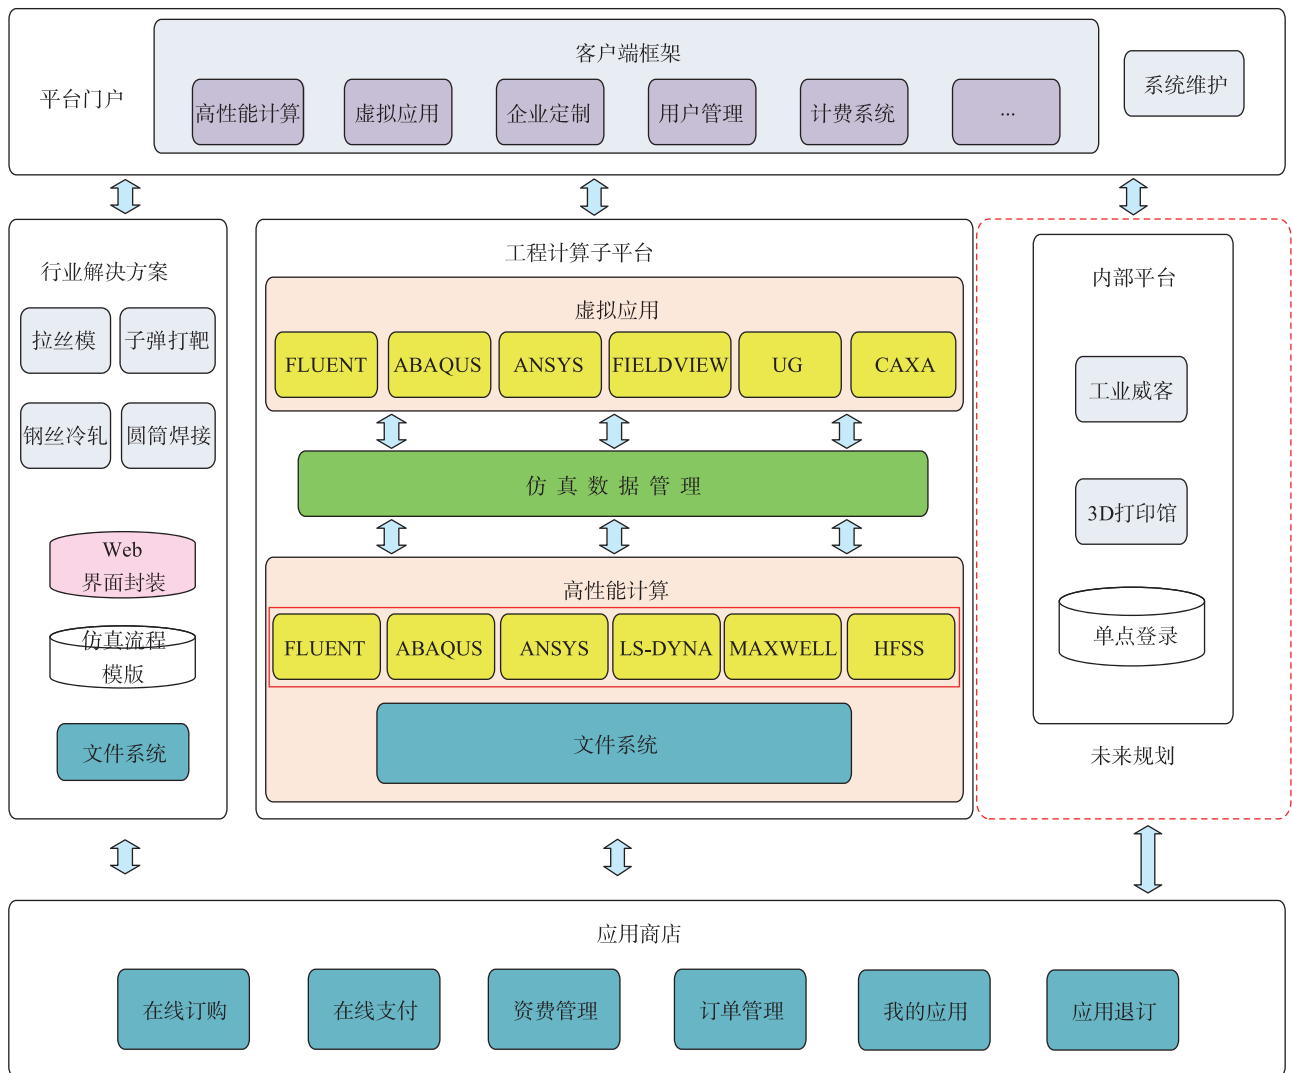 平台门户
客户端框架
高性能计算
虚拟应用
企业定制
用户管理
计费系统
...
系统维护
行业解决方案
拉丝模
子弹打靶
钢丝冷轧
圆筒焊接
Web
界面封装
仿真流程
模版
文件系统
工程计算子平台
虚拟应用
FLUENT
ABAQUS
ANSYS
FIELDVIEW
UG
CAXA
仿 真 数 据 管 理
高性能计算
FLUENT
ABAQUS
ANSYS
LS-DYNA
MAXWELL
HFSS
文件系统
内部平台
工业威客
3D打印馆
单点登录
未来规划
应用商店
在线订购
在线支付
资费管理
订单管理
我的应用
应用退订